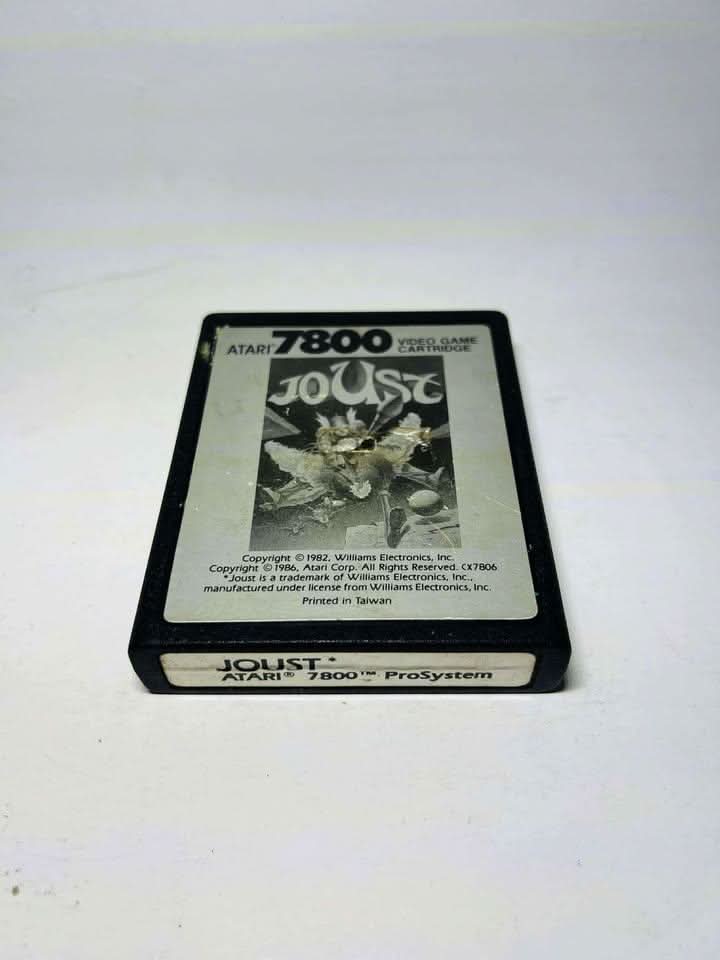 ATARI® 7800 VIDEO GAME
CARTRIDGE
JOUST
Copyright © 1982, Williams Electronics, Inc.
Copyright © 1986, Atari Corp. All Rights Reserved. CX7806
*Joust is a trademark of Williams Electronics, Inc.,
manufactured under license from Williams Electronics, Inc.
Printed in Taiwan
JOUST*
ATARI® 7800™ ProSystem